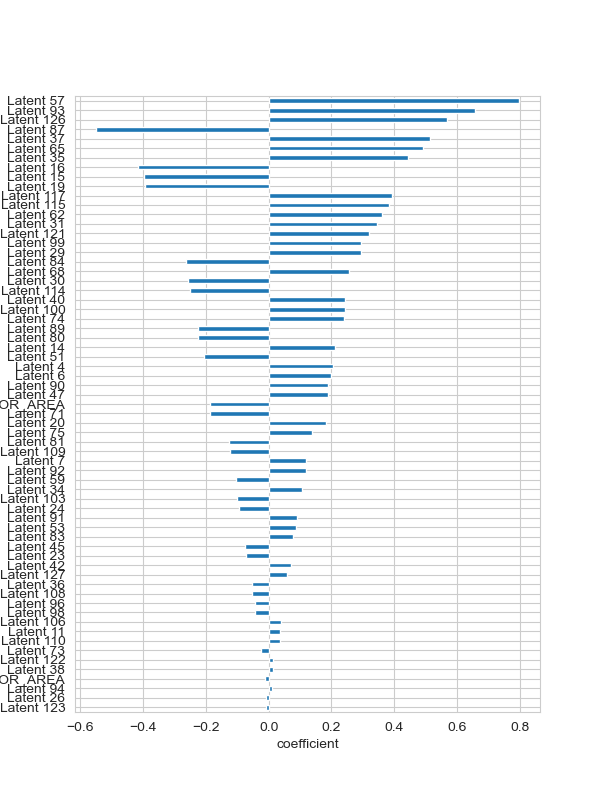 Latent 57
Latent 93
Latent 126
Latent 87
Latent 37
Latent 65
Latent 35
Latent 16
Latent 15
Latent 19
Latent 117
Latent 115
Latent 62
Latent 31
Latent 121
Latent 99
Latent 29
Latent 84
Latent 68
Latent 30
Latent 114
Latent 40
Latent 100
Latent 74
Latent 89
Latent 80
Latent 14
Latent 51
Latent 4
Latent 6
Latent 90
Latent 47
OR_AREA
Latent 71
Latent 20
Latent 75
Latent 81
Latent 109
Latent 7
Latent 92
Latent 59
Latent 34
Latent 103
Latent 24
Latent 91
Latent 53
Latent 83
Latent 45
Latent 23
Latent 42
Latent 127
Latent 36
Latent 108
Latent 96
Latent 98
Latent 106
Latent 11
Latent 110
Latent 73
Latent 122
Latent 38
OR_AREA
Latent 94
Latent 26
Latent 123
−0.6 −0.4 −0.2 0.0 0.2 0.4 0.6 0.8
coefficient